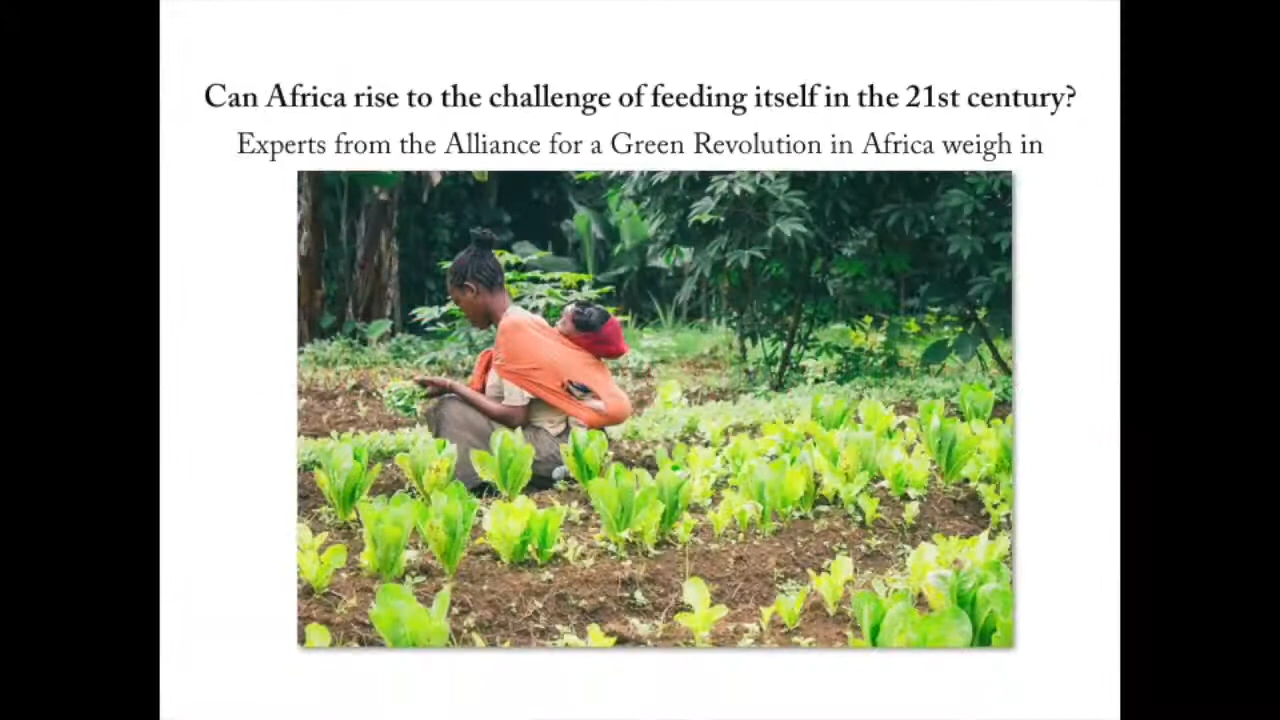 Can Africa rise to the challenge of feeding itself in the 21st century?
Experts from the Alliance for a Green Revolution in Africa weigh in